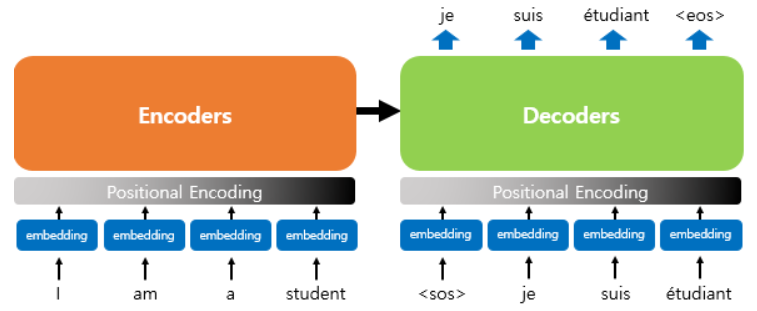 je suis étudiant <eos>
Encoders Decoders
Positional Encoding Positional Encoding
embedding embedding embedding embedding embedding embedding embedding embedding
I am a student <sos> je suis étudiant